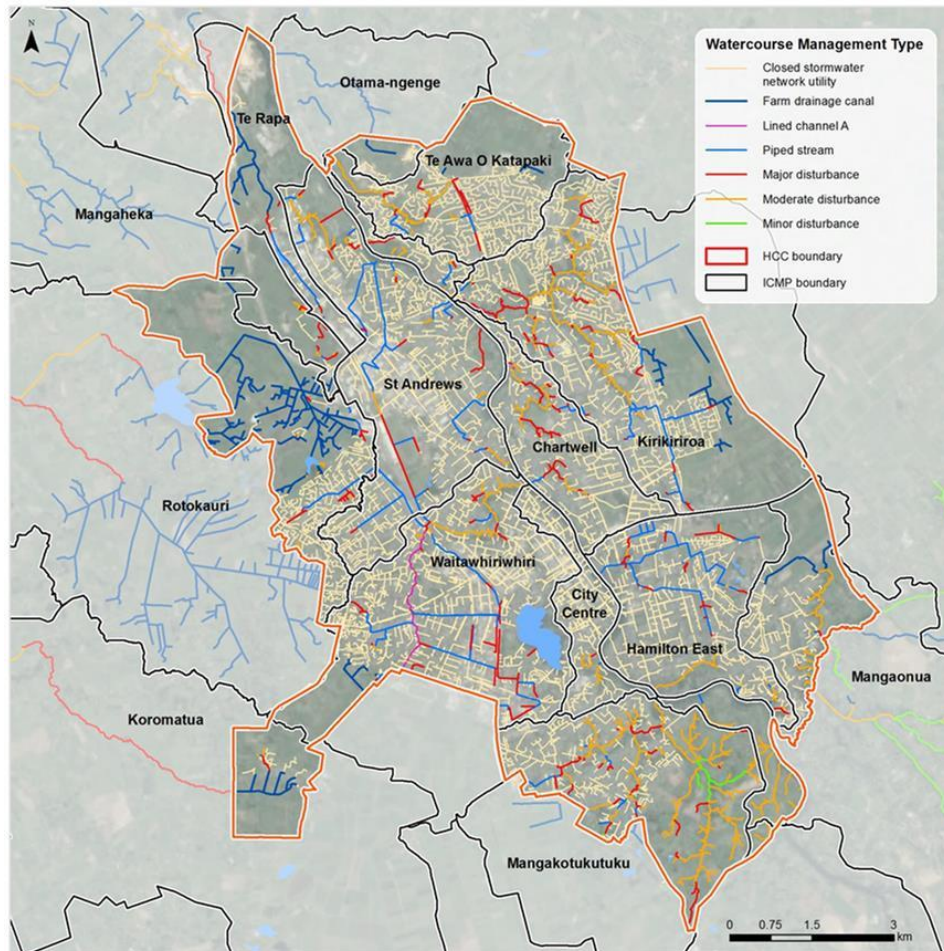 N
Watercourse Management Type
Closed stormwater
network utility
Farm drainage canal
Lined channel A
Piped stream
Major disturbance
Moderate disturbance
Minor disturbance
HCC boundary
ICMP boundary
Otama-ngenge
Te Rapa
Te Awa O Katapaki
Mangaheka
St Andrews
Chartwell
Kirikiriroa
Rotokauri
Waitawhiriwhiri
City
Centre
Hamilton East
Mangaonua
Koromatua
Mangakotukutuku
0 0.75 1.5 3
km